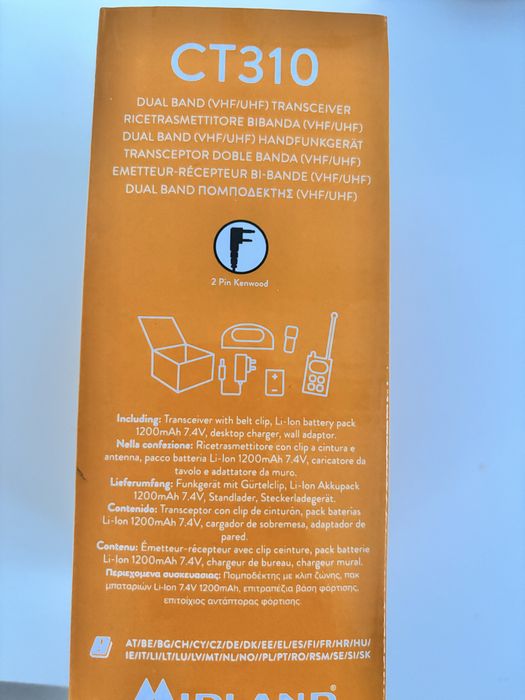 CT310
DUAL BAND (VHF/UHF) TRANSCEIVER
RICETRASMETTITORE BIBANDA (VHF/UHF)
DUAL BAND (VHF/UHF) HANDFUNKGERÄT
TRANSCEPTOR DOBLE BANDA (VHF/UHF)
EMETTEUR-RÉCEPTEUR BI-BANDE (VHF/UHF)
DUAL BAND ΠΟΜΠΟΔΕΚΤΗΣ (VHF/UHF)
2 Pin Kenwood
Including: Transceiver with belt clip, Li-Ion battery pack
1200mAh 7.4V, desktop charger, wall adaptor.
Nella confezione: Ricetrasmettitore con clip a cintura e
antenna, pacco batteria Li-Ion 1200mAh 7.4V, caricatore da
tavolo e adattatore da muro.
Lieferumfang: Funkgerät mit Gürtelclip, Li-Ion Akkupack
1200mAh 7.4V, Standlader, Steckerladegerät.
Contenido: Transceptor con clip de cinturón, pack baterias
Li-Ion 1200mAh 7.4V, cargador de sobremesa, adaptador de
pared.
Contenu: Émetteur-récepteur avec clip ceinture, pack batterie
Li-Ion 1200mAh 7.4V, chargeur de bureau, chargeur mural.
Περιεχομενα συσκευασιας: Πομποδέκτης με κλιπ ζώνης, πακ
μπαταριών Li-Ion 7.4V 1200mAh, επιτραπέζια βάση φόρτισης,
επιτοίχιος αντάπτορας φόρτισης.
AT/BE/BG/CH/CY/CZ/DE/DK/EE/EL/ES/FI/FR/HR/HU/
IE/IT/LI/LT/LU/LV/MT/NL/NO//PL/PT/RO/RSM/SE/SI/SK
MIDLAND